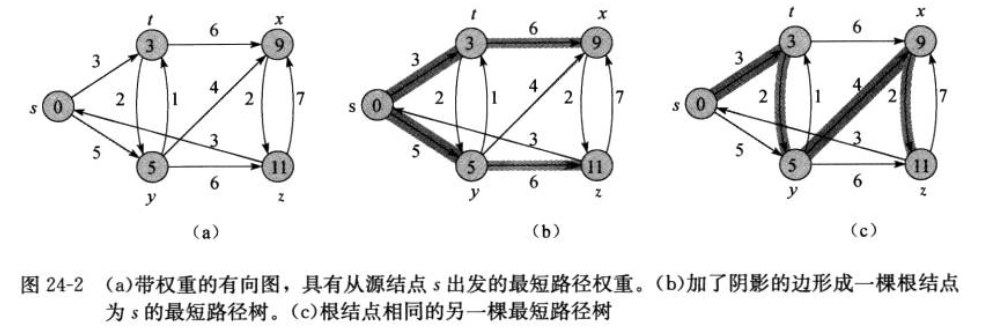 t x t x t x
3 6 9 3 6 9 3 6 9
3 3 3
s 0 2 1 4 2 7 s 0 2 1 4 2 7 s 0 2 1 4 2 7
5 3 5 3 5 3
5 6 11 5 6 11 5 6 11
y z y z y z
(a) (b) (c)
图 24-2 (a)带权重的有向图，具有从源结点 s 出发的最短路径权重。(b)加了阴影的边形成一棵根结点
为 s 的最短路径树。(c)根结点相同的另一棵最短路径树